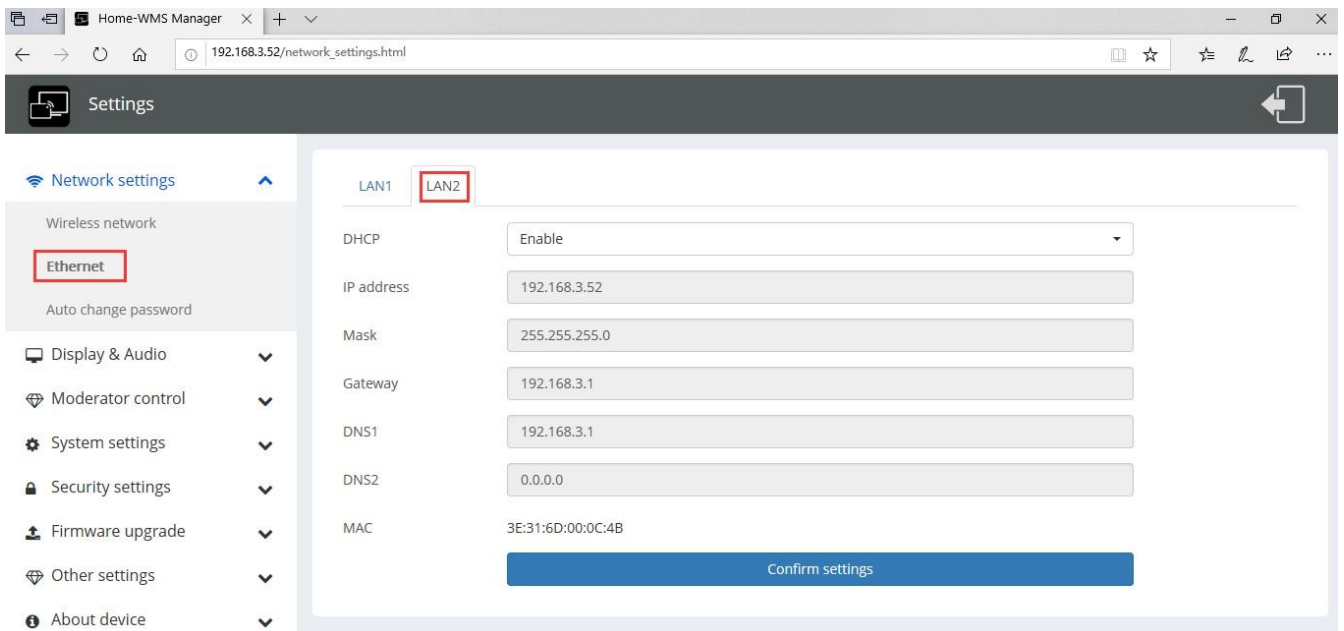 Home-WMS Manager
192.168.3.52/network_settings.html
Settings
Network settings
Wireless network
Ethernet
Auto change password
Display & Audio
Moderator control
System settings
Security settings
Firmware upgrade
Other settings
About device
LAN1 LAN2
DHCP Enable
IP address 192.168.3.52
Mask 255.255.255.0
Gateway 192.168.3.1
DNS1 192.168.3.1
DNS2 0.0.0.0
MAC 3E:31:6D:00:0C:4B
Confirm settings